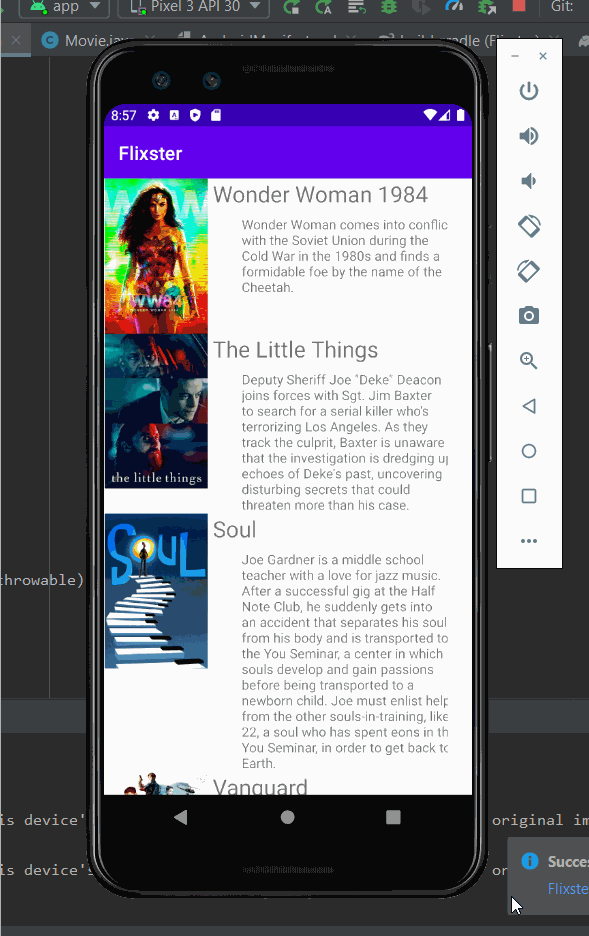 app
Pixel 3 API 30
Git:
Movie.java
8:57
Flixster
WW84
Wonder Woman 1984
Wonder Woman comes into conflic
with the Soviet Union during the
Cold War in the 1980s and finds a
formidable foe by the name of the
Cheetah.
the little things
The Little Things
Deputy Sheriff Joe "Deke" Deacon
joins forces with Sgt. Jim Baxter
to search for a serial killer who's
terrorizing Los Angeles. As they
track the culprit, Baxter is unaware
that the investigation is dredging up
echoes of Deke's past, uncovering
disturbing secrets that could
threaten more than his case.
SOUL
Soul
Joe Gardner is a middle school
teacher with a love for jazz music.
After a successful gig at the Half
Note Club, he suddenly gets into
an accident that separates his soul
from his body and is transported to
the You Seminar, a center in which
souls develop and gain passions
before being transported to a
newborn child. Joe must enlist help
from the other souls-in-training, like
22, a soul who has spent eons in th
You Seminar, in order to get back to
Earth.
Vanguard
throwable)
is device'
original im
is device'
or
Succes
Flixste